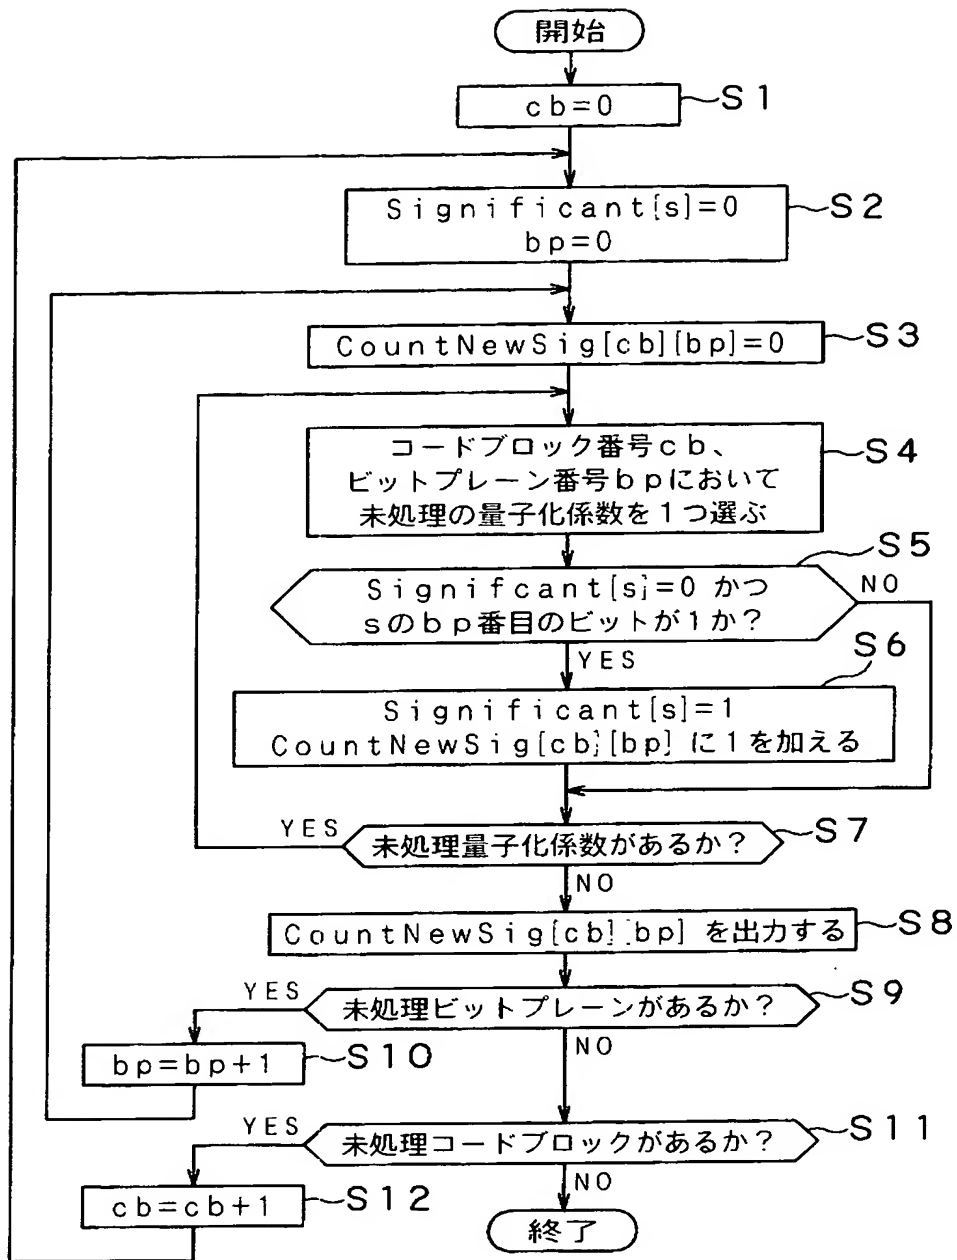 開始
cb=0
S1
Significant[s]=0
bp=0
S2
CountNewSig[cb][bp]=0
S3
コードブロック番号cb、
ビットプレーン番号bpにおいて
未処理の量子化係数を1つ選ぶ
S4
S5
Signifcant[s]=0 かつ
sのbp番目のビットが1か?
NO
YES
S6
Significant[s]=1
CountNewSig[cb][bp] に1を加える
YES
未処理量子化係数があるか?
S7
NO
CountNewSig[cb][bp] を出力する
S8
YES
未処理ビットプレーンがあるか?
S9
NO
bp=bp+1
S10
YES
未処理コードブロックがあるか?
S11
NO
cb=cb+1
S12
終了